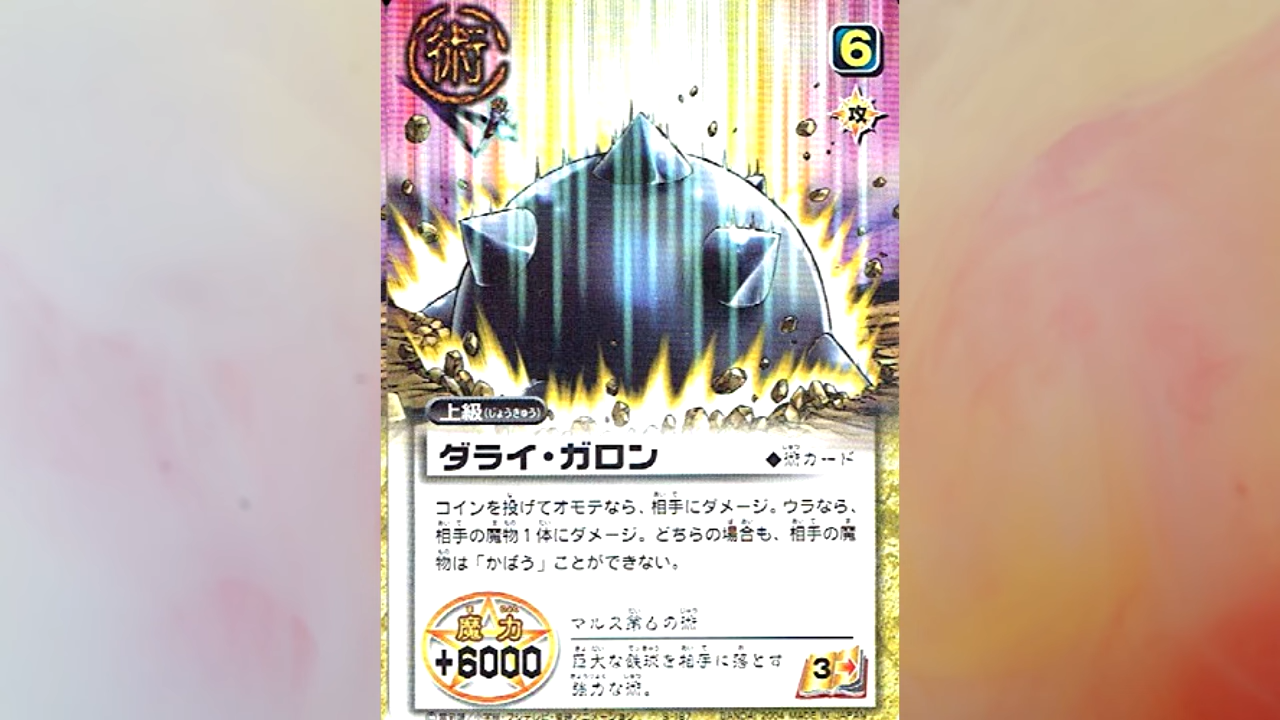 術
6
攻
上級(じょうきゅう)
ダライ・ガロン
◆術カード
コインを投げてオモテなら、相手にダメージ。ウラなら、
相手の魔物1体にダメージ。どちらの場合も、相手の魔
物は「かばう」ことができない。
魔力
+6000
マルス第6の術
巨大な鉄球を相手に落とす
強力な術。
3
BANDAI 2004 MADE IN JAPAN